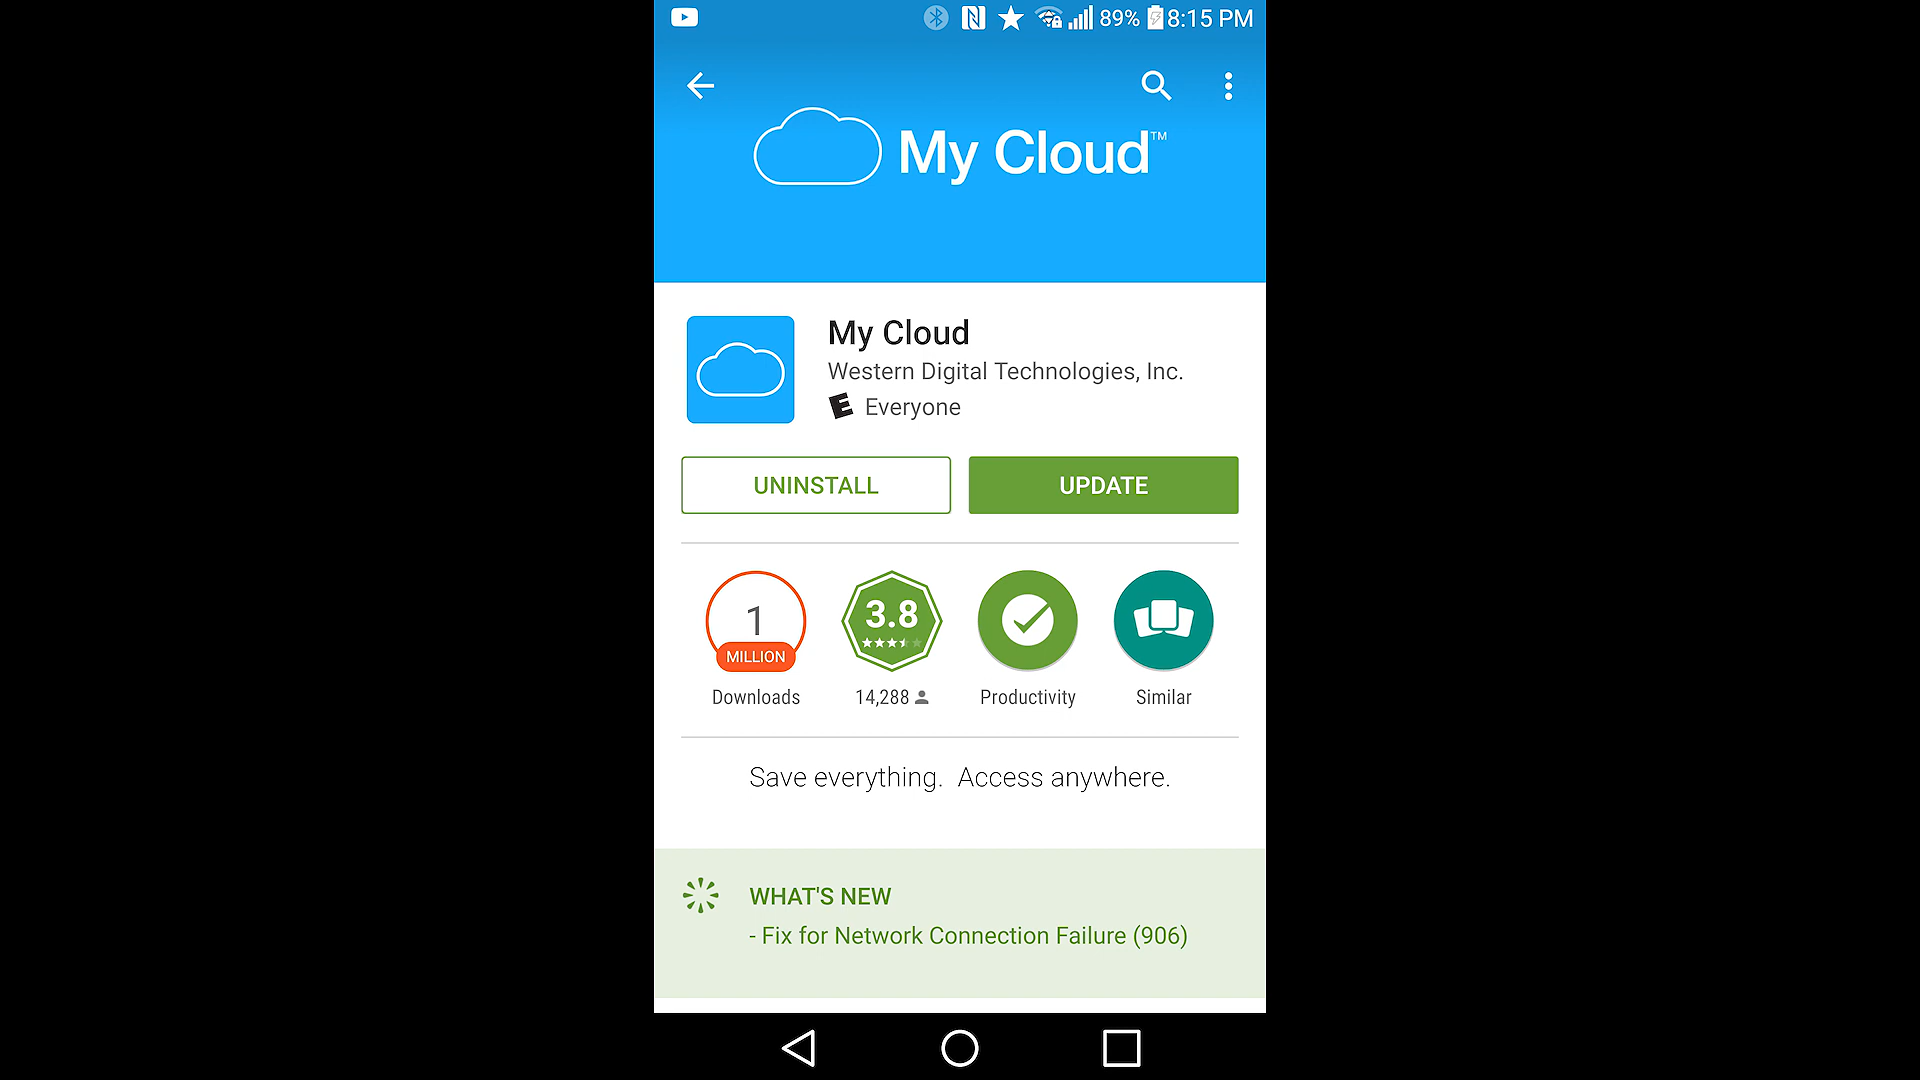 89% 8:15 PM
My Cloud™
My Cloud
Western Digital Technologies, Inc.
E Everyone
UNINSTALL UPDATE
1 MILLION
3.8
Downloads 14,288 Productivity Similar
Save everything. Access anywhere.
WHAT'S NEW
- Fix for Network Connection Failure (906)